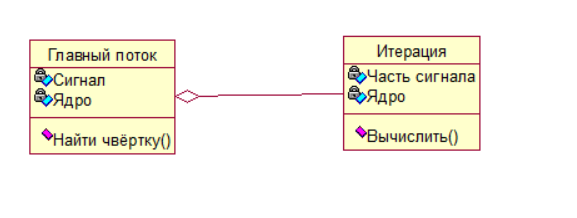 Главный поток
Сигнал
Ядро
Найти чвёртку()
Итерация
Часть сигнала
Ядро
Вычислить()